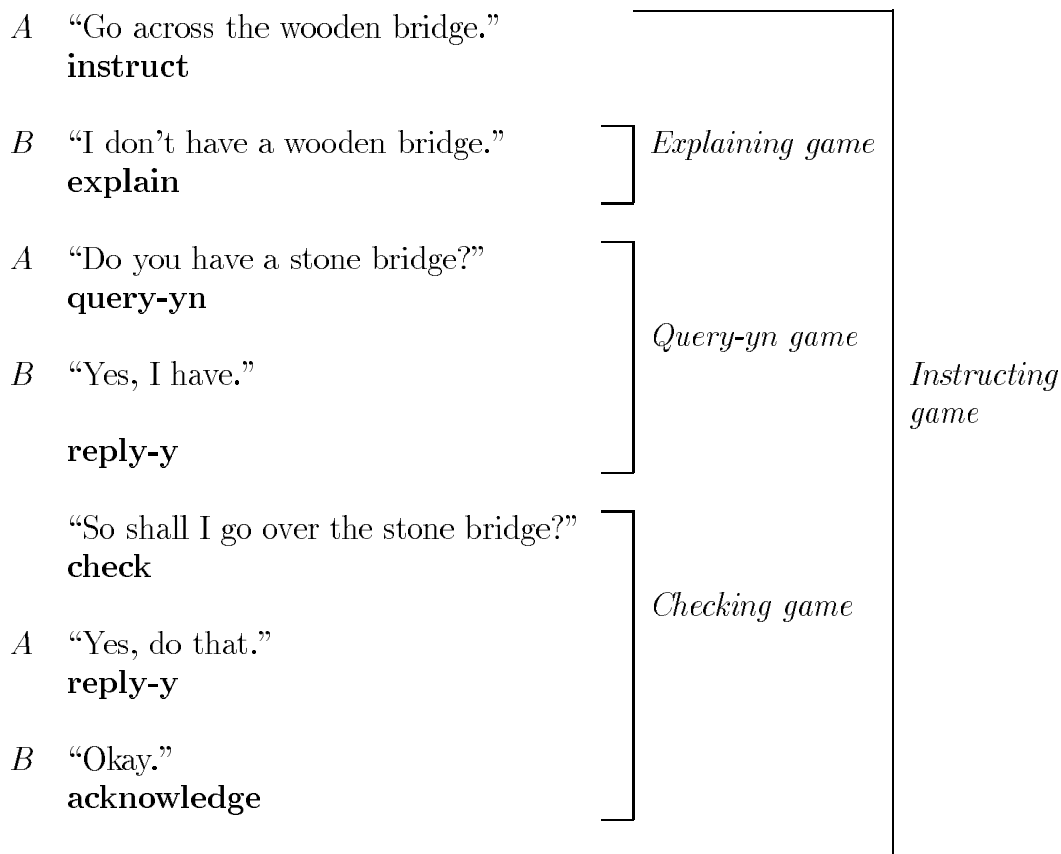 A “Go across the wooden bridge.”
instruct
B “I don't have a wooden bridge.” Explaining game
explain
A “Do you have a stone bridge?”
query-yn
Query-yn game
B “Yes, I have.” Instructing
game
reply-y
“So shall I go over the stone bridge?”
check
Checking game
A “Yes, do that.”
reply-y
B “Okay.”
acknowledge